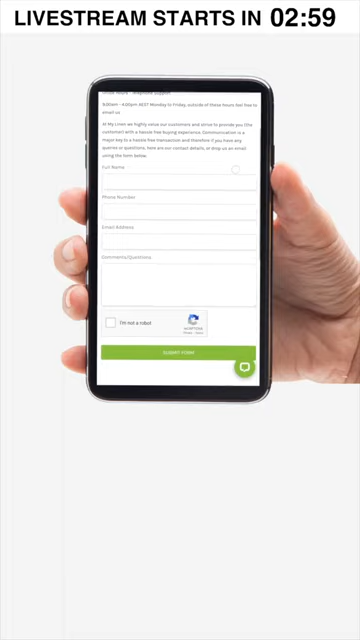 LIVESTREAM STARTS IN 02:59
9:00am - 4:00pm AEST Monday to Friday, outside of these hours feel free to
email us
At My Linen we highly value our customers and strive to provide you (the
customer) with a hassle free buying experience. Communication is a
major key to a hassle free transaction and therefore if you have any
queries or questions, here are our contact details, or drop us an email
using the form below.
Full Name
Phone Number
Email Address
Comments/Questions
I'm not a robot
reCAPTCHA
Privacy - Terms
SUBMIT FORM